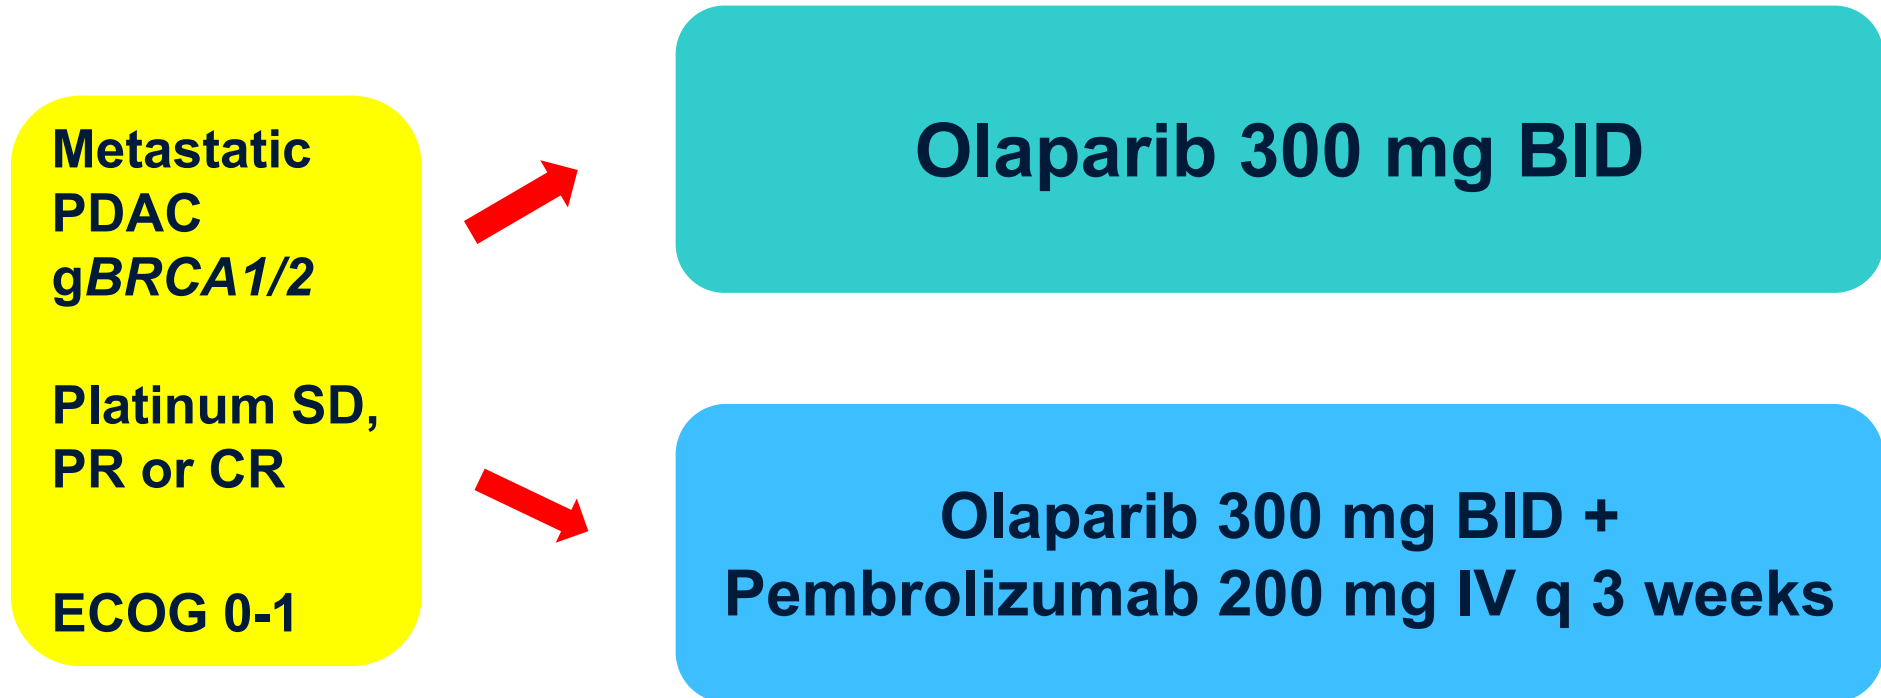 Metastatic
PDAC
gBRCA1/2
Platinum SD,
PR or CR
ECOG 0-1
Olaparib 300 mg BID
Olaparib 300 mg BID +
Pembrolizumab 200 mg IV q 3 weeks